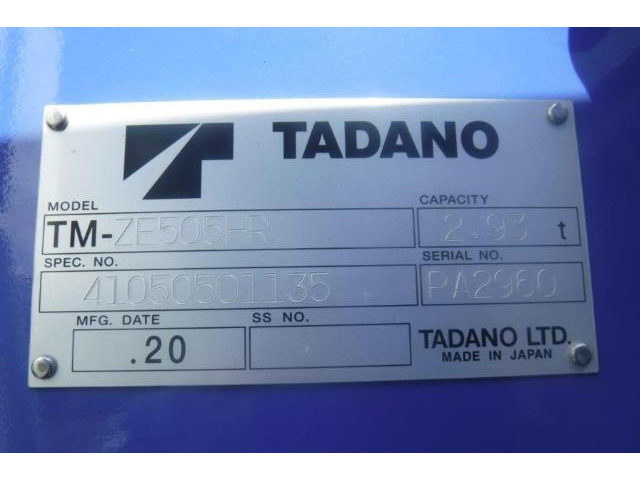 TADANO
MODEL
CAPACITY
TM-ZE505HR
2.93 t
SPEC. NO.
SERIAL NO.
41050501135
PA2960
MFG. DATE
SS NO.
.20
TADANO LTD.
MADE IN JAPAN